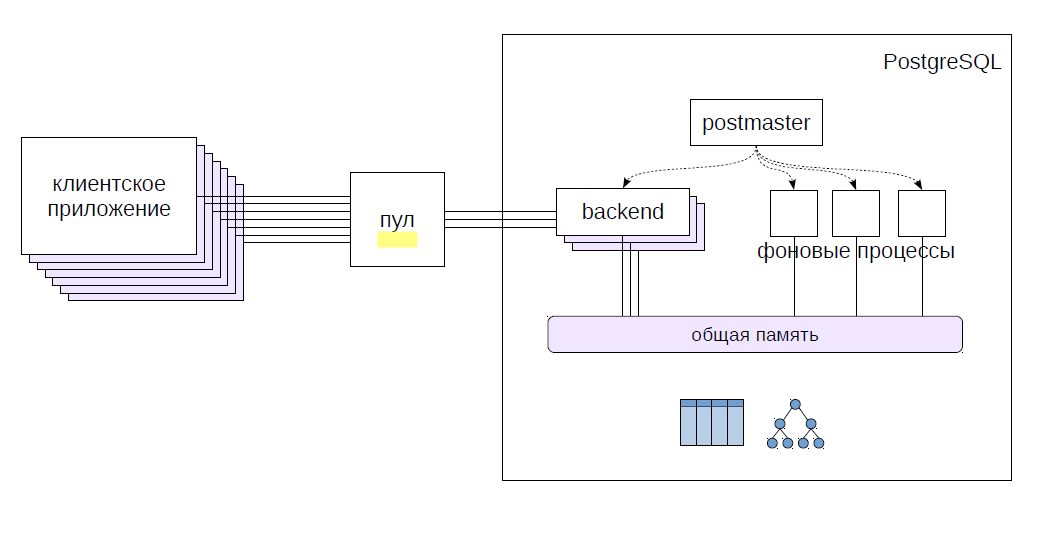 PostgreSQL
postmaster
клиентское
приложение
пул
backend
фоновые процессы
общая память